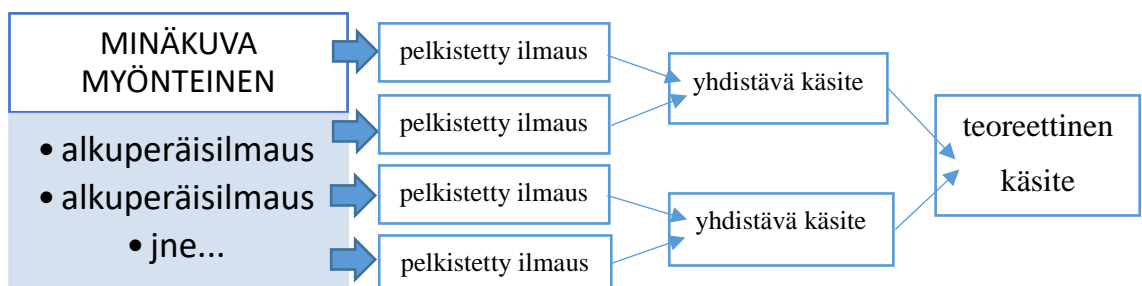 MINÄKUVA
MYÖNTEINEN
• alkuperäisilmaus
• alkuperäisilmaus
• jne...
pelkistetty ilmaus
pelkistetty ilmaus
pelkistetty ilmaus
pelkistetty ilmaus
yhdistävä käsite
yhdistävä käsite
teoreettinen
käsite